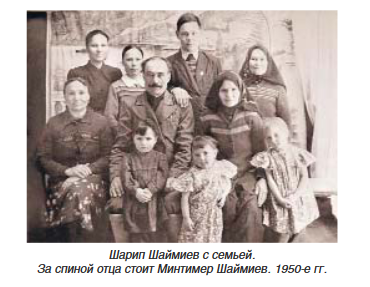 Шарип Шаймиев с семьей.
За спиной отца стоит Минтимер Шаймиев. 1950-е гг.